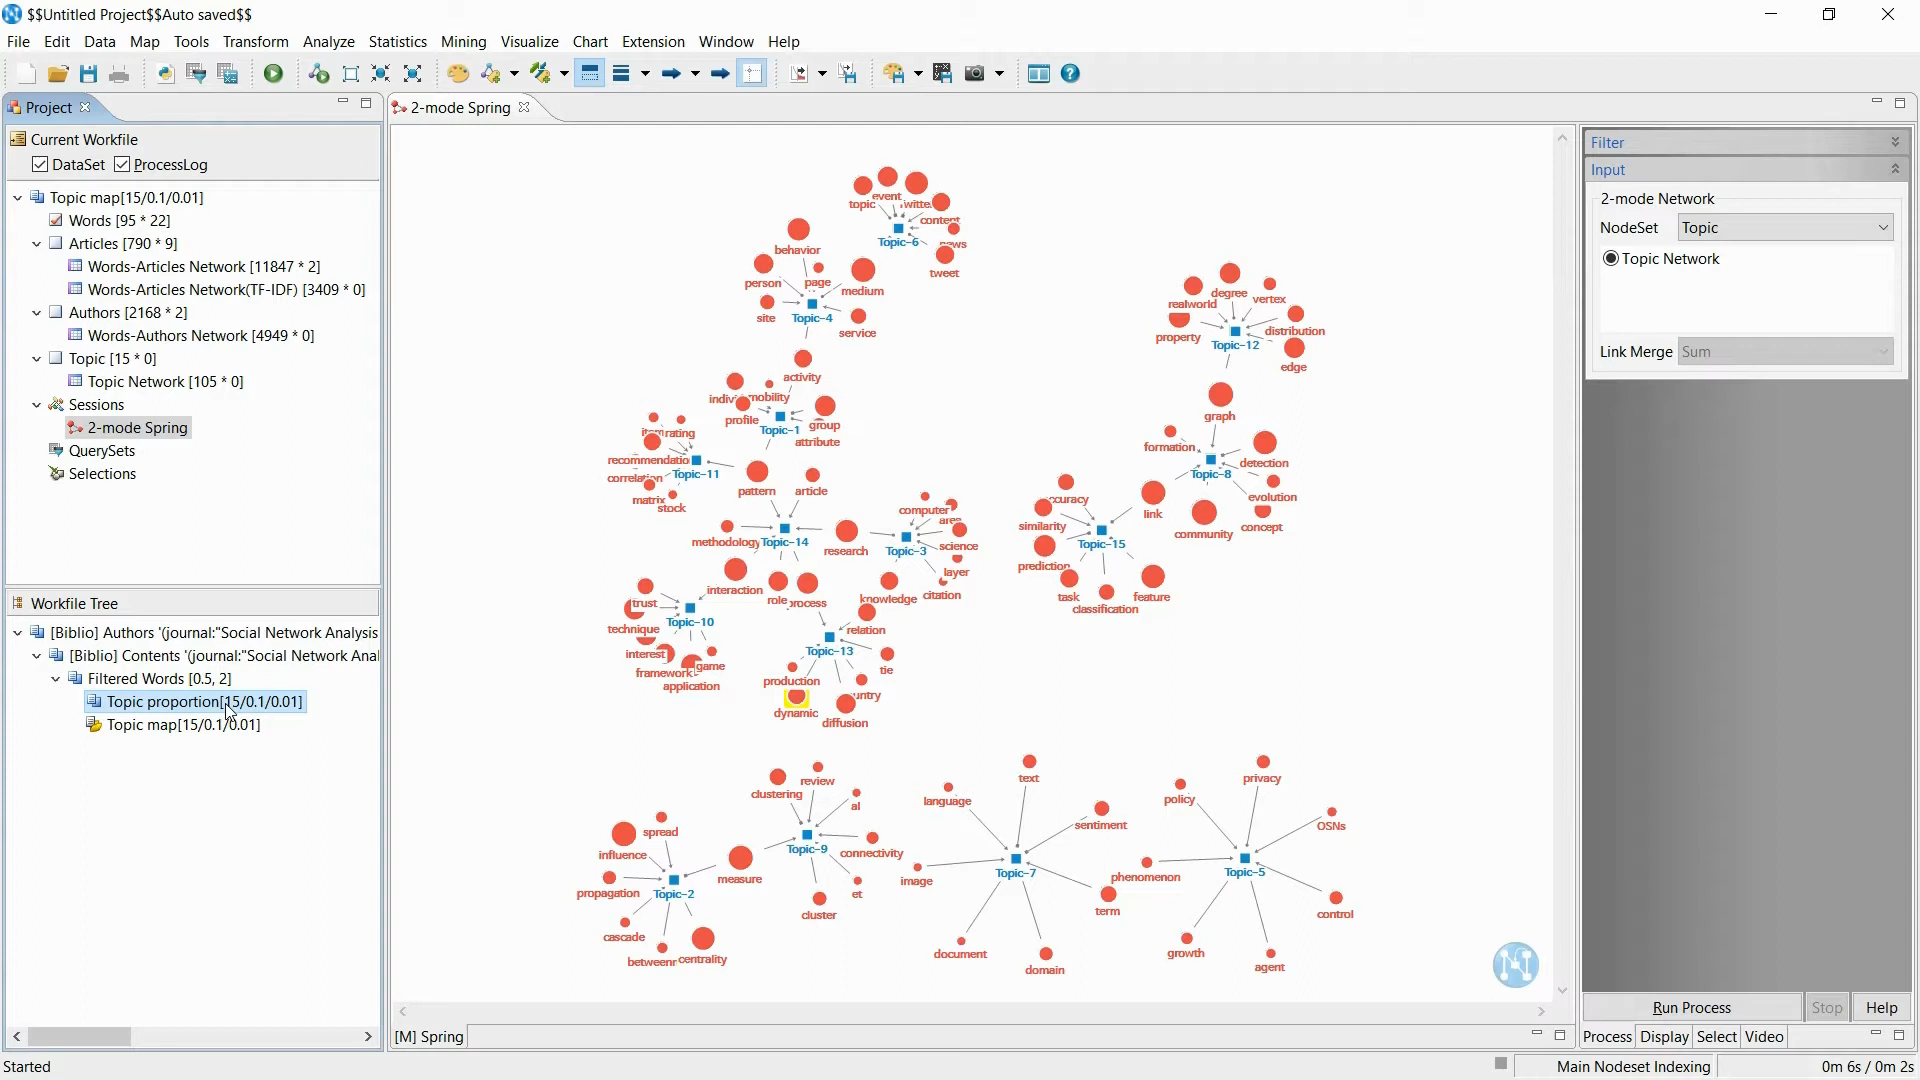 $$Untitled Project$$Auto saved$$
File Edit Data Map Tools Transform Analyze Statistics Mining Visualize Chart Extension Window Help
Project
2-mode Spring
Current Workfile
DataSet ProcessLog
Topic map[15/0.1/0.01]
Words [95 * 22]
Articles [790 * 9]
Words-Articles Network [11847 * 2]
Words-Articles Network(TF-IDF) [3409 * 0]
Authors [2168 * 2]
Words-Authors Network [4949 * 0]
Topic [15 * 0]
Topic Network [105 * 0]
Sessions
2-mode Spring
QuerySets
Selections
Workfile Tree
[Biblio] Authors '(journal:"Social Network Analysis
[Biblio] Contents '(journal:"Social Network Anal
Filtered Words [0.5, 2]
Topic proportion[15/0.1/0.01]
Topic map[15/0.1/0.01]
event
topic
content
Topic-6
tweet
behavior
person
page
medium
site
Topic-4
service
activity
mobility
profile
Topic-1
group
attribute
rating
recommendatio
correlation
Topic-11
matrix
stock
pattern
article
methodology
Topic-14
research
computer
Topic-3
science
layer
citation
knowledge
interaction
role
process
trust
technique
Topic-10
interest
framework
game
application
relation
Topic-13
tie
production
dynamic
diffusion
degree
realworld
vertex
property
distribution
Topic-12
edge
graph
formation
detection
Topic-8
evolution
concept
link
community
similarity
Topic-15
prediction
task
classification
feature
review
clustering
al
Topic-9
connectivity
et
cluster
spread
influence
propagation
Topic-2
measure
cascade
centrality
text
language
sentiment
image
Topic-7
term
document
domain
privacy
policy
OSNs
phenomenon
Topic-5
control
growth
agent
[M] Spring
Filter
Input
2-mode Network
NodeSet Topic
Topic Network
Link Merge Sum
Run Process Stop Help
Process Display Select Video
Started
Main Nodeset Indexing
0m 6s / 0m 2s